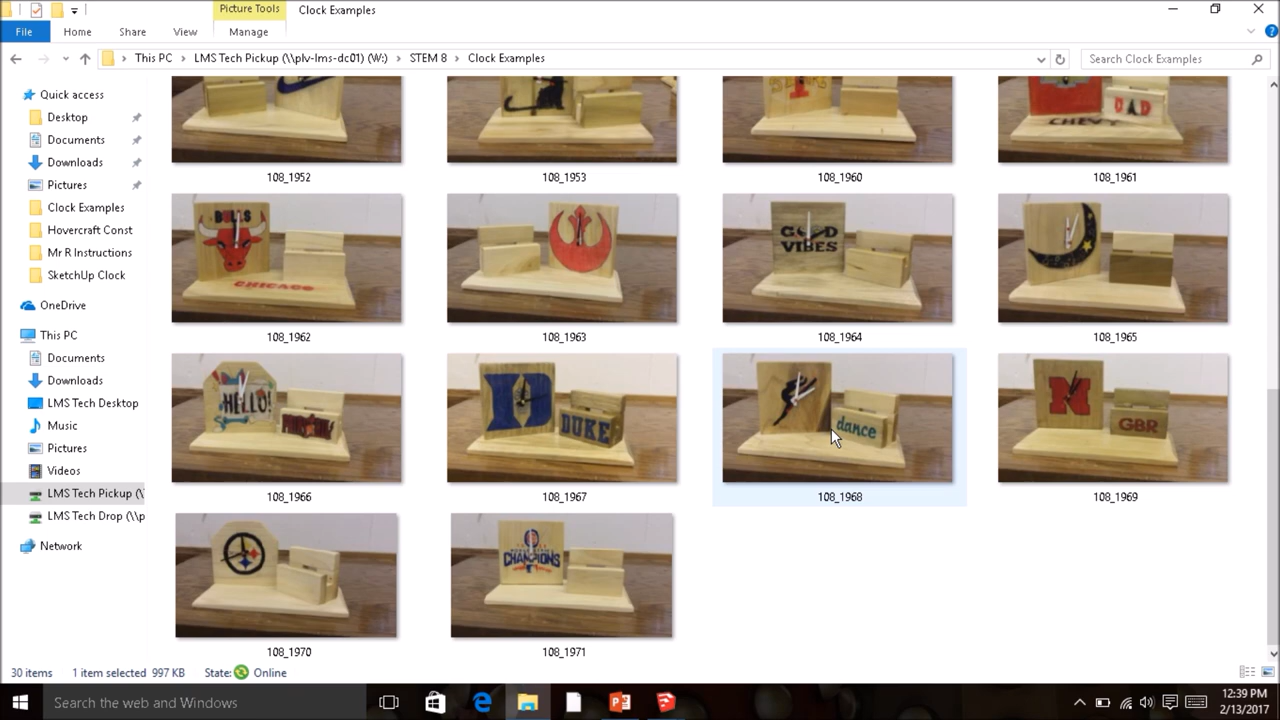 Picture Tools
Clock Examples
File
Home
Share
View
Manage
This PC
LMS Tech Pickup (\\plv-lms-dc01) (W:)
STEM 8
Clock Examples
Search Clock Examples
Quick access
Desktop
Documents
Downloads
Pictures
Clock Examples
Hovercraft Const
Mr R Instructions
SketchUp Clock
OneDrive
This PC
Documents
Downloads
LMS Tech Desktop
Music
Pictures
Videos
LMS Tech Pickup (\\
LMS Tech Drop (\\p
Network
DAD
CHEVY
108_1952
108_1953
108_1960
108_1961
BULLS
CHICAGO
GOOD
VIBES
108_1962
108_1963
108_1964
108_1965
HELLO!
D
DUKE
dance
N
GBR
108_1966
108_1967
108_1968
108_1969
WORLD SERIES
CHAMPIONS
108_1970
108_1971
30 items
1 item selected 997 KB
State: Online
Search the web and Windows
12:39 PM
2/13/2017